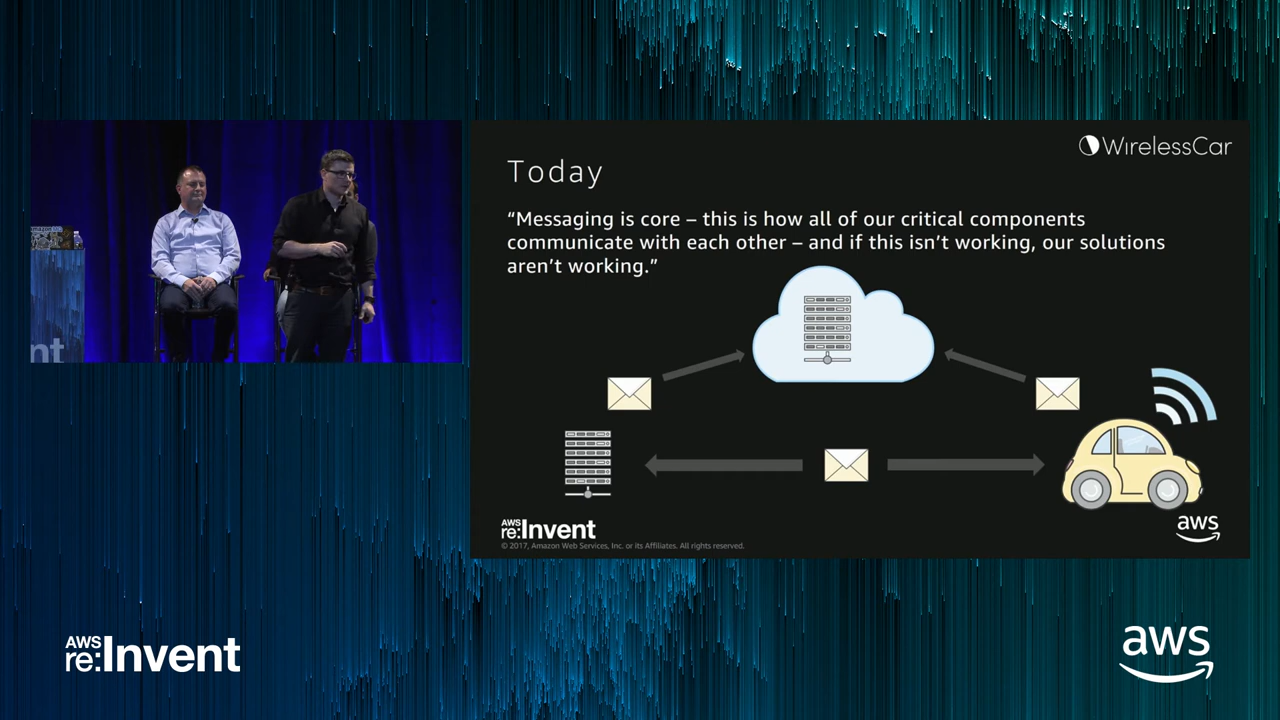 WirelessCar
Today
“Messaging is core – this is how all of our critical components
communicate with each other – and if this isn’t working, our solutions
aren’t working.”
nt
AWS
re:Invent
© 2017, Amazon Web Services, Inc. or its Affiliates. All rights reserved.
aws
AWS
re:Invent
aws